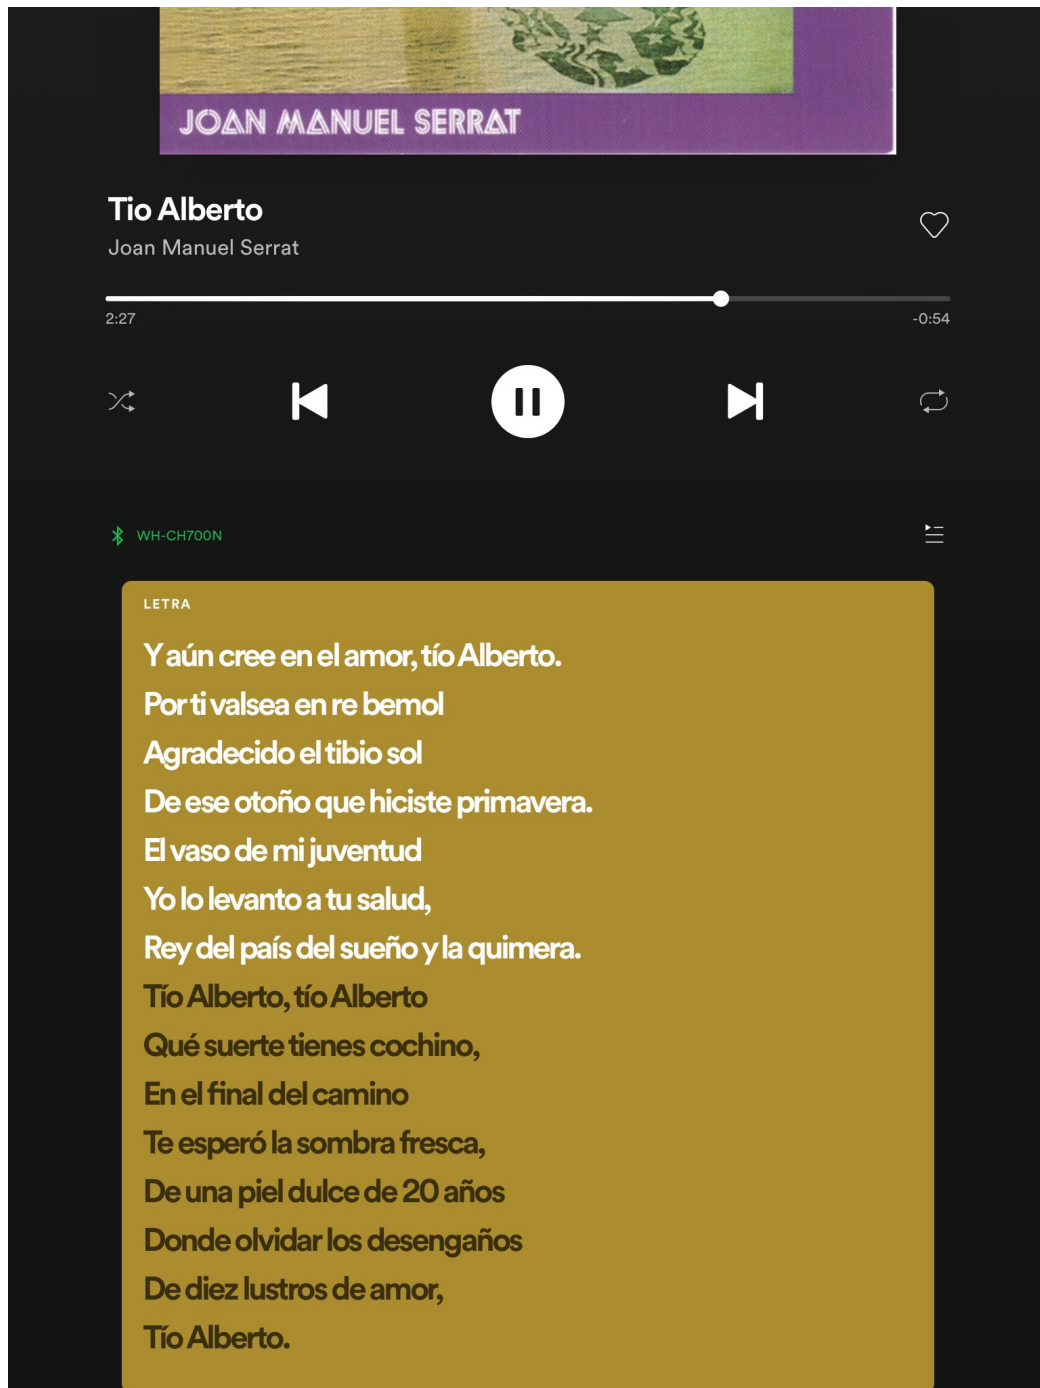 JOAN MANUEL SERRAT
Tio Alberto
Joan Manuel Serrat
2:27
-0:54
WH-CH700N
LETRA
Y aún cree en el amor, tío Alberto.
Por ti valsea en re bemol
Agradecido el tibio sol
De ese otoño que hiciste primavera.
El vaso de mi juventud
Yo lo levanto a tu salud,
Rey del país del sueño y la quimera.
Tío Alberto, tío Alberto
Qué suerte tienes cochino,
En el final del camino
Te esperó la sombra fresca,
De una piel dulce de 20 años
Donde olvidar los desengaños
De diez lustros de amor,
Tío Alberto.